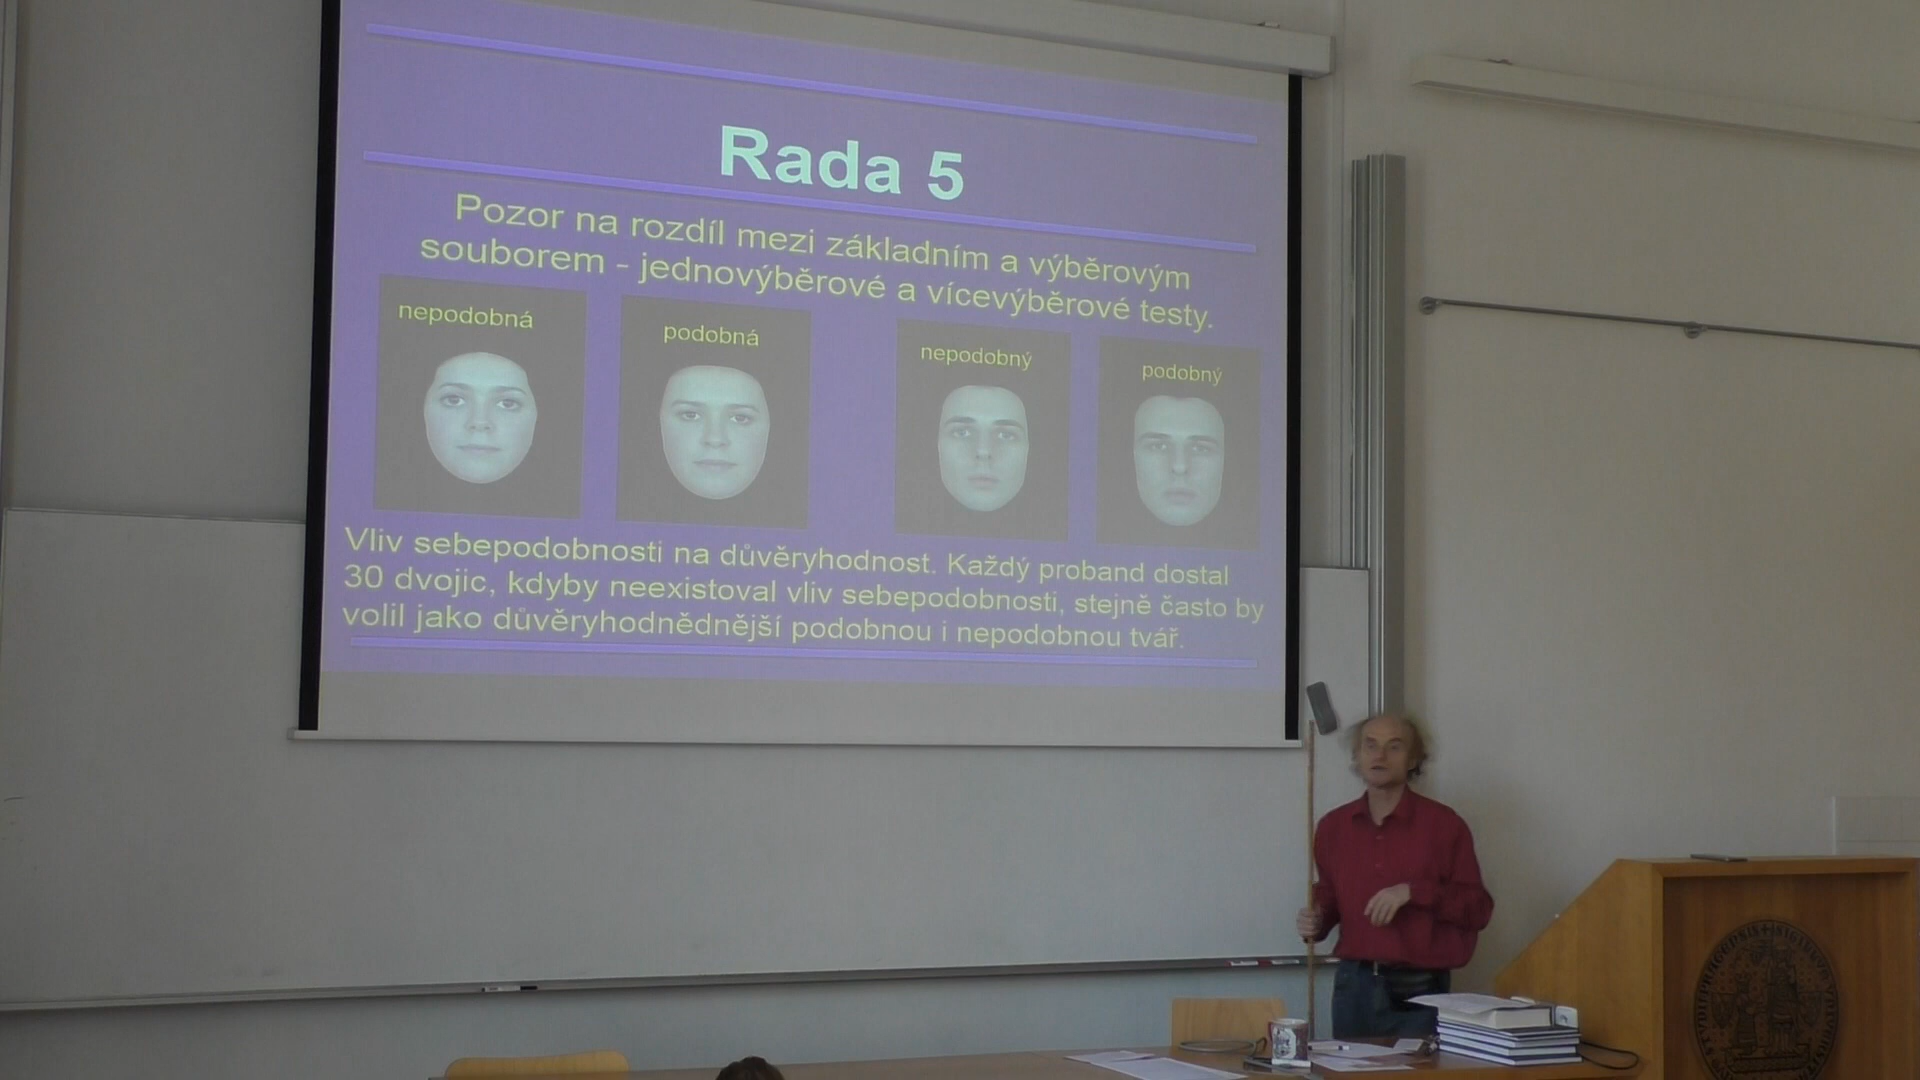 Rada 5
Pozor na rozdíl mezi základním a výběrovým
souborem - jednovýběrové a vícevýběrové testy.
nepodobná
podobná
nepodobný
podobný
Vliv sebepodobnosti na důvěryhodnost. Každý proband dostal
30 dvojic, kdyby neexistoval vliv sebepodobnosti, stejně často by
volil jako důvěryhodnědnější podobnou i nepodobnou tvář.